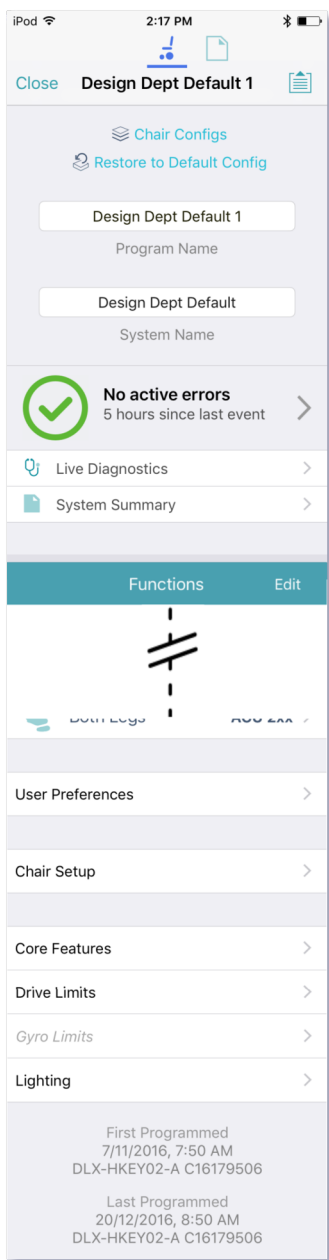 iPod 2:17 PM
Close Design Dept Default 1
Chair Configs
Restore to Default Config
Design Dept Default 1
Program Name
Design Dept Default
System Name
No active errors
5 hours since last event
Live Diagnostics
System Summary
Functions Edit
Both Legs
User Preferences
Chair Setup
Core Features
Drive Limits
Gyro Limits
Lighting
First Programmed
7/11/2016, 7:50 AM
DLX-HKEY02-A C16179506
Last Programmed
20/12/2016, 8:50 AM
DLX-HKEY02-A C16179506